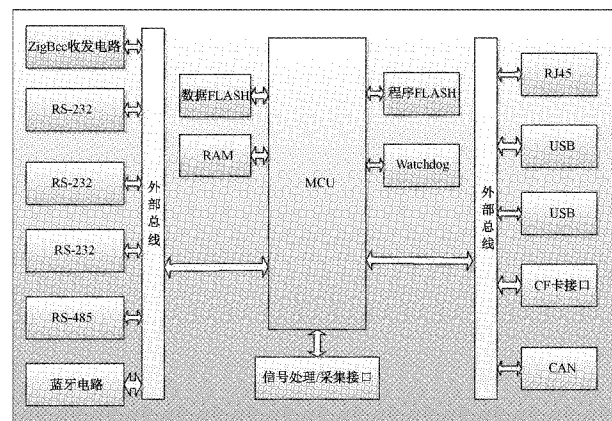 ZigBee收发电路
RS-232
RS-232
RS-232
RS-485
蓝牙电路
外部总线
数据FLASH
RAM
MCU
程序FLASH
Watchdog
信号处理/采集接口
外部总线
RJ45
USB
USB
CF卡接口
CAN